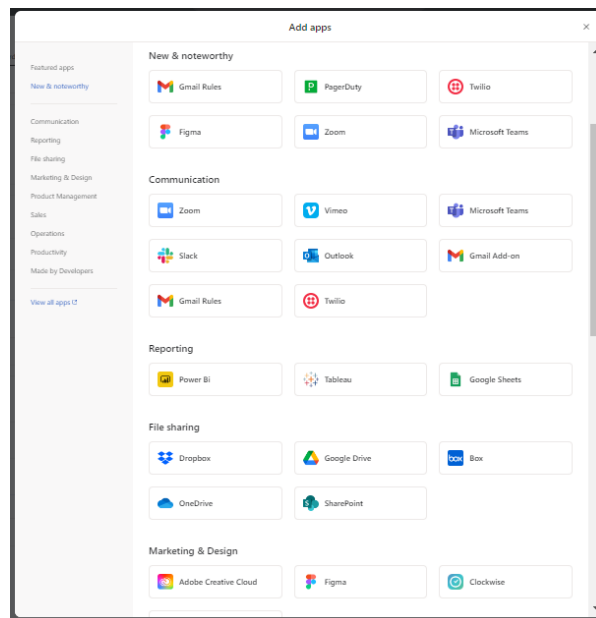 Add apps
×
Featured apps
New & noteworthy
Communication
Reporting
File sharing
Marketing & Design
Product Management
Sales
Operations
Productivity
Made by Developers
View all apps
New & noteworthy
Gmail Rules
PagerDuty
Twilio
Figma
Zoom
Microsoft Teams
Communication
Zoom
Vimeo
Microsoft Teams
Slack
Outlook
Gmail Add-on
Gmail Rules
Twilio
Reporting
Power Bi
Tableau
Google Sheets
File sharing
Dropbox
Google Drive
box
Box
OneDrive
SharePoint
Marketing & Design
Adobe Creative Cloud
Figma
Clockwise